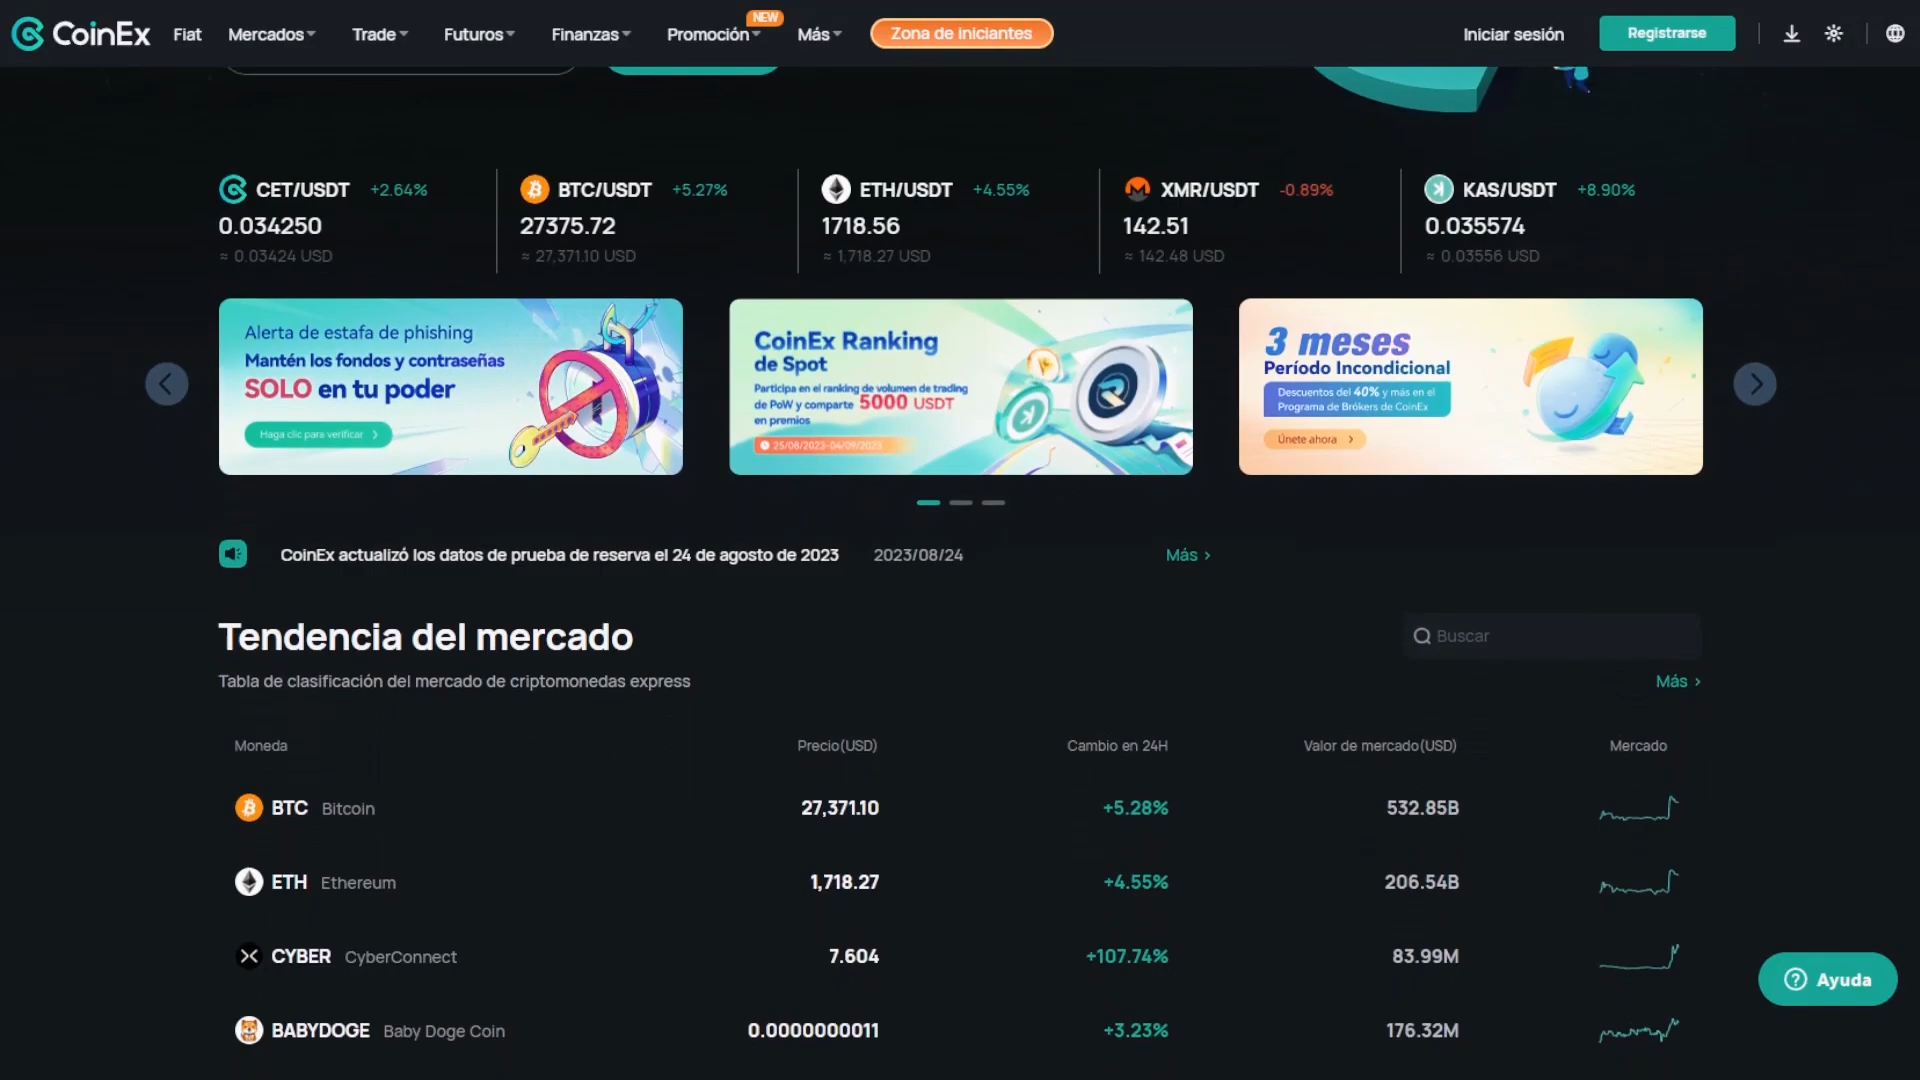 CoinEx
Fiat
Mercados
Trade
Futuros
Finanzas
Promoción
NEW
Más
Zona de iniciantes
Iniciar sesión
Registrarse
CET/USDT +2.64%
0.034250
≈ 0.03424 USD
BTC/USDT +5.27%
27375.72
≈ 27,371.10 USD
ETH/USDT +4.55%
1718.56
≈ 1,718.27 USD
XMR/USDT -0.89%
142.51
≈ 142.48 USD
KAS/USDT +8.90%
0.035574
≈ 0.03556 USD
Alerta de estafa de phishing
Mantén los fondos y contraseñas
SOLO en tu poder
Haga clic para verificar >
CoinEx Ranking
de Spot
Participa en el ranking de volumen de trading
de PoW y comparte 5000 USDT
en premios
25/08/2023-04/09/2023
3 meses
Período Incondicional
Descuentos del 40% y más en el
Programa de Brókers de CoinEx
Únete ahora >
CoinEx actualizó los datos de prueba de reserva el 24 de agosto de 2023 2023/08/24 Más >
Tendencia del mercado
Buscar
Tabla de clasificación del mercado de criptomonedas express
Más >
Moneda Precio(USD) Cambio en 24H Valor de mercado(USD) Mercado
BTC Bitcoin 27,371.10 +5.28% 532.85B
ETH Ethereum 1,718.27 +4.55% 206.54B
CYBER CyberConnect 7.604 +107.74% 83.99M
BABYDOGE Baby Doge Coin 0.0000000011 +3.23% 176.32M
? Ayuda